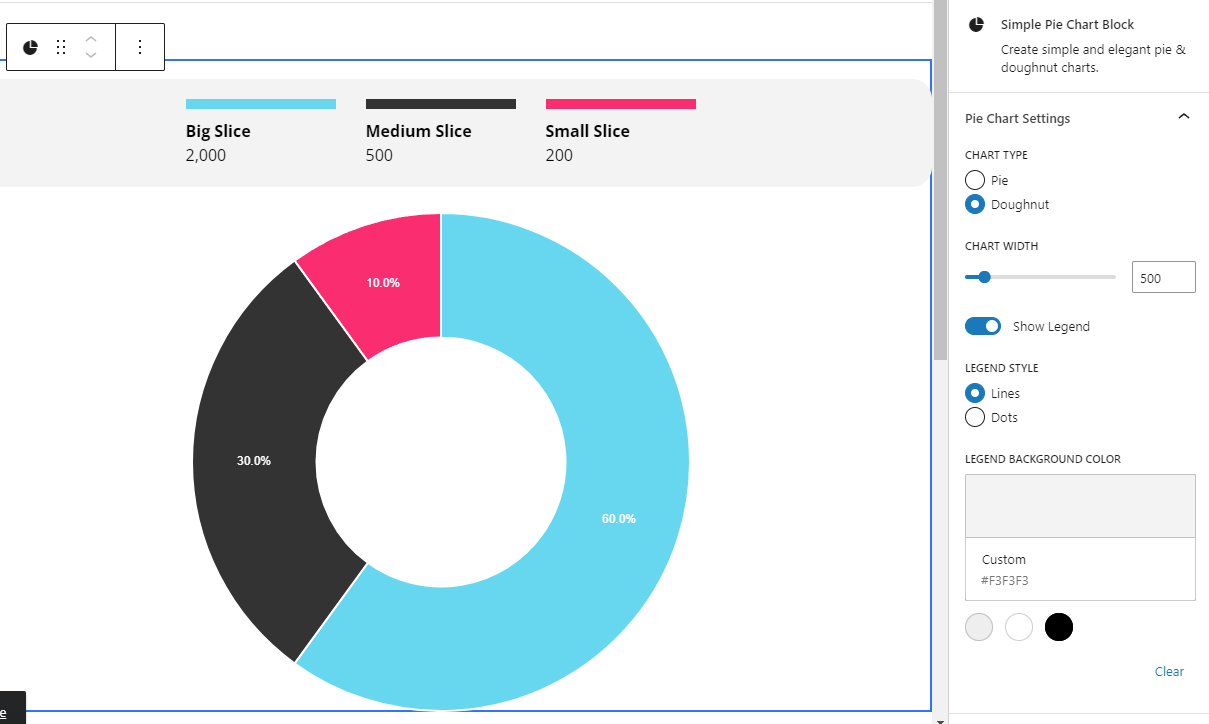 Big Slice
2,000
Medium Slice
500
Small Slice
200
10.0%
30.0%
60.0%
e
Simple Pie Chart Block
Create simple and elegant pie &
doughnut charts.
Pie Chart Settings
CHART TYPE
Pie
Doughnut
CHART WIDTH
500
Show Legend
LEGEND STYLE
Lines
Dots
LEGEND BACKGROUND COLOR
Custom
#F3F3F3
Clear